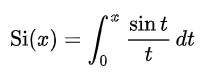 Si(x) = ∫₀ˣ (sin t / t) dt